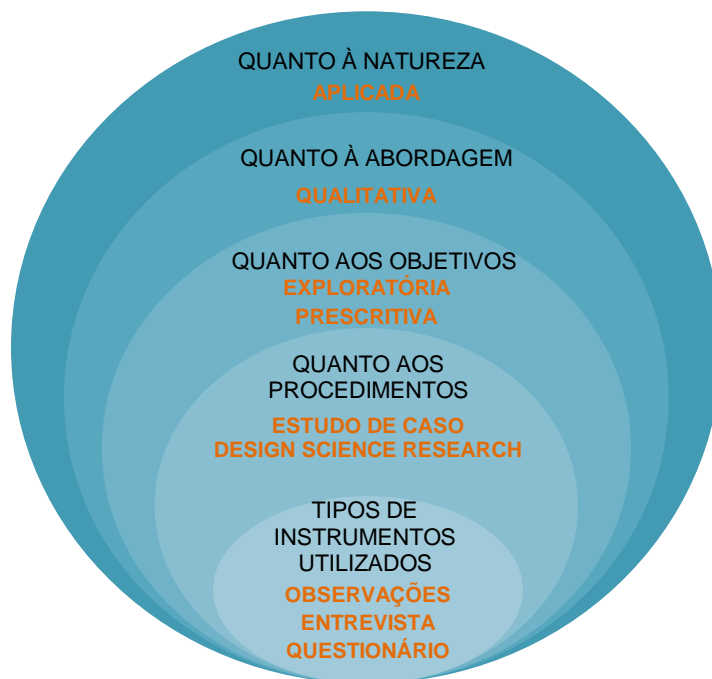 QUANTO À NATUREZA
APLICADA
QUANTO À ABORDAGEM
QUALITATIVA
QUANTO AOS OBJETIVOS
EXPLORATÓRIA
PRESCRITIVA
QUANTO AOS
PROCEDIMENTOS
ESTUDO DE CASO
DESIGN SCIENCE RESEARCH
TIPOS DE
INSTRUMENTOS
UTILIZADOS
OBSERVAÇÕES
ENTREVISTA
QUESTIONÁRIO